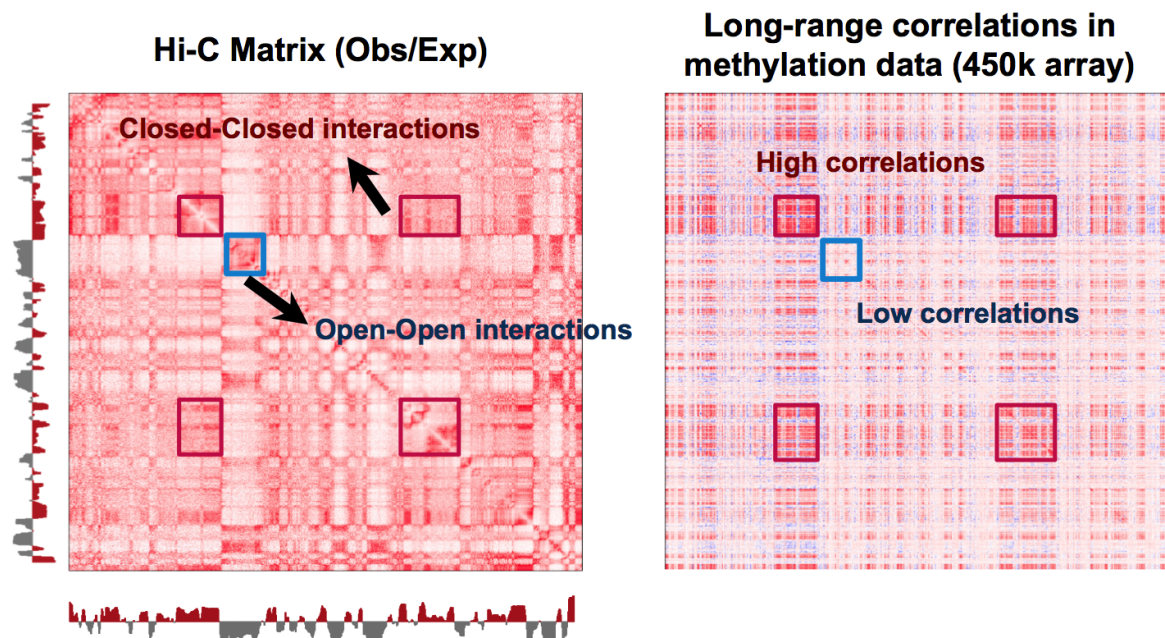 Hi-C Matrix (Obs/Exp)
Closed-Closed interactions
Open-Open interactions
Long-range correlations in
methylation data (450k array)
High correlations
Low correlations